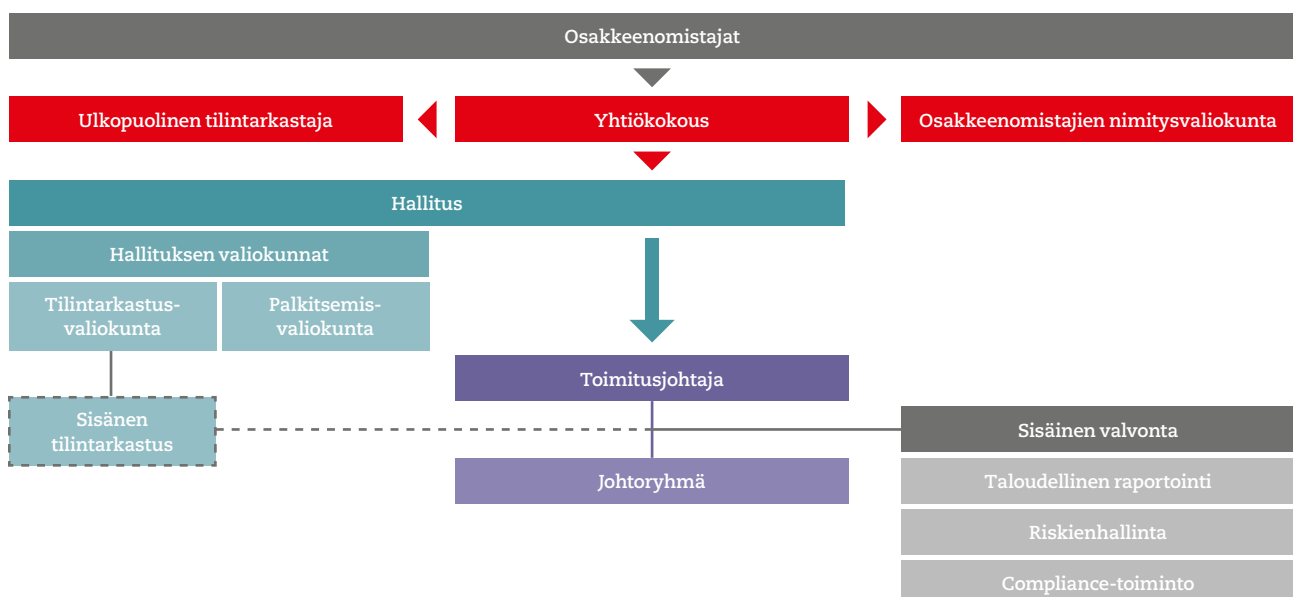 Osakkeenomistajat
Ulkopuolinen tilintarkastaja
Yhtiökokous
Osakkeenomistajien nimitysvaliokunta
Hallitus
Hallituksen valiokunnat
Tilintarkastus-
valiokunta
Palkitsemis-
valiokunta
Toimitusjohtaja
Sisänen
tilintarkastus
Sisäinen valvonta
Johtoryhmä
Taloudellinen raportointi
Riskienhallinta
Compliance-toiminto